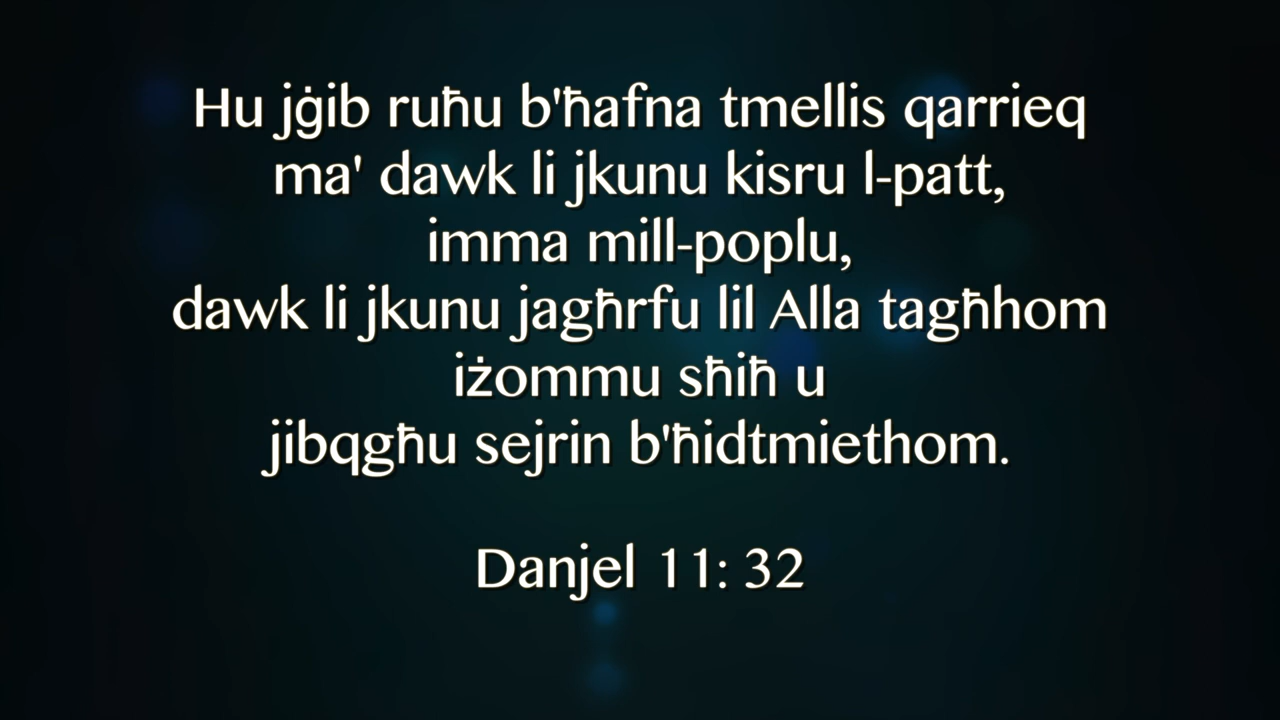 Hu jġib ruħu b'ħafna tmellis qarrieq
ma' dawk li jkunu kisru l-patt,
imma mill-poplu,
dawk li jkunu jagħrfu lil Alla tagħhom
iżommu sħiħ u
jibqgħu sejrin b'ħidtmiethom.
Danjel 11: 32